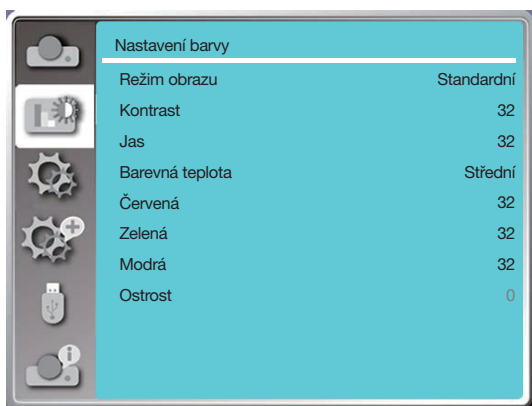 Nastavení barvy
Režim obrazu Standardní
Kontrast 32
Jas 32
Barevná teplota Střední
Červená 32
Zelená 32
Modrá 32
Ostrost 0